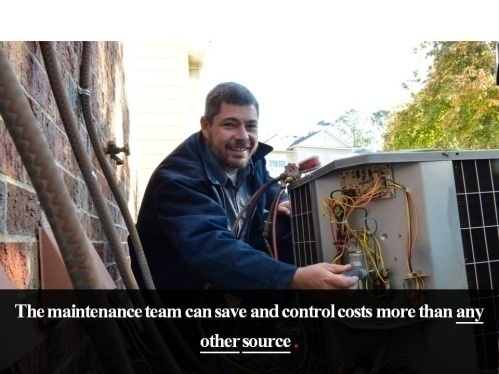 The maintenance team can save and control costs more than any
other source .